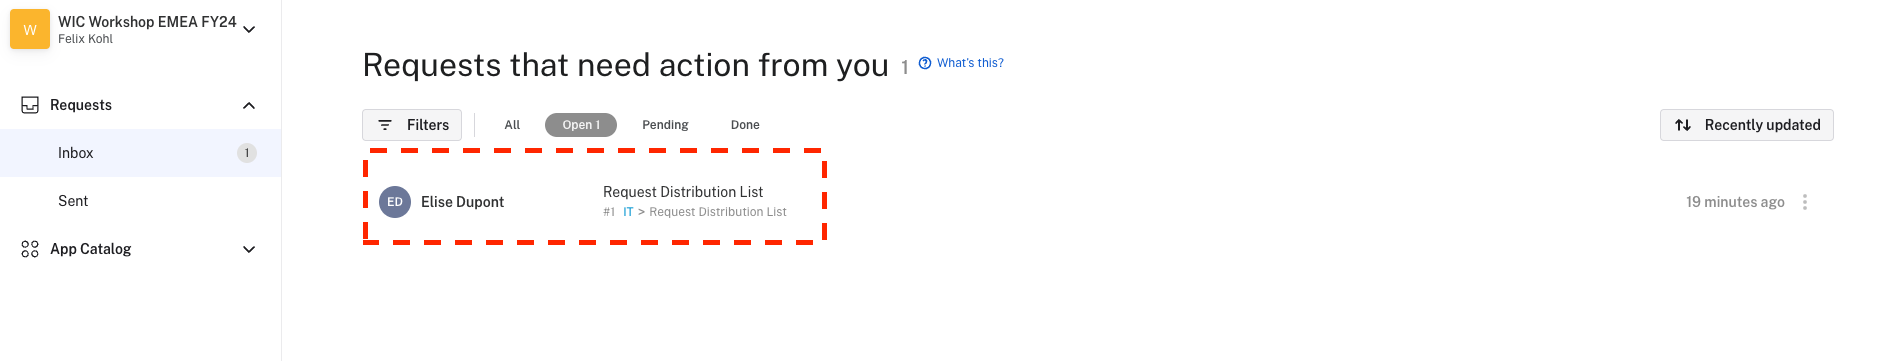 W
WIC Workshop EMEA FY24
Felix Kohl
Requests
Inbox
1
Sent
App Catalog
Requests that need action from you 1
What's this?
Filters
All
Open 1
Pending
Done
Recently updated
ED
Elise Dupont
Request Distribution List
#1 IT > Request Distribution List
19 minutes ago